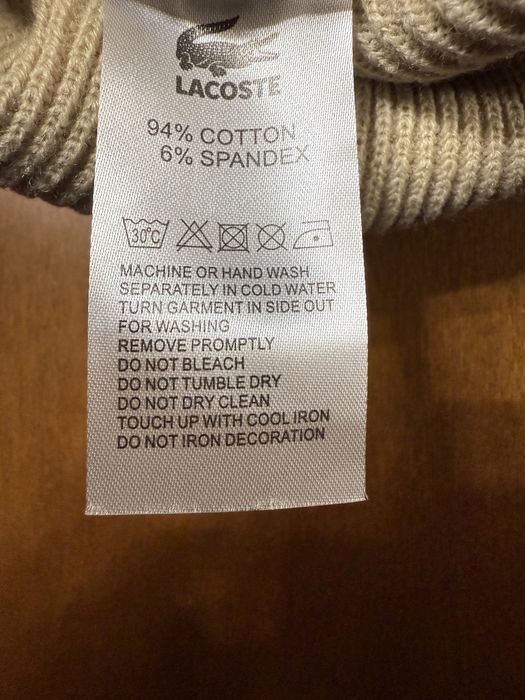 LACOSTE
94% COTTON
6% SPANDEX
30°C
MACHINE OR HAND WASH
SEPARATELY IN COLD WATER
TURN GARMENT IN SIDE OUT
FOR WASHING
REMOVE PROMPTLY
DO NOT BLEACH
DO NOT TUMBLE DRY
DO NOT DRY CLEAN
TOUCH UP WITH COOL IRON
DO NOT IRON DECORATION